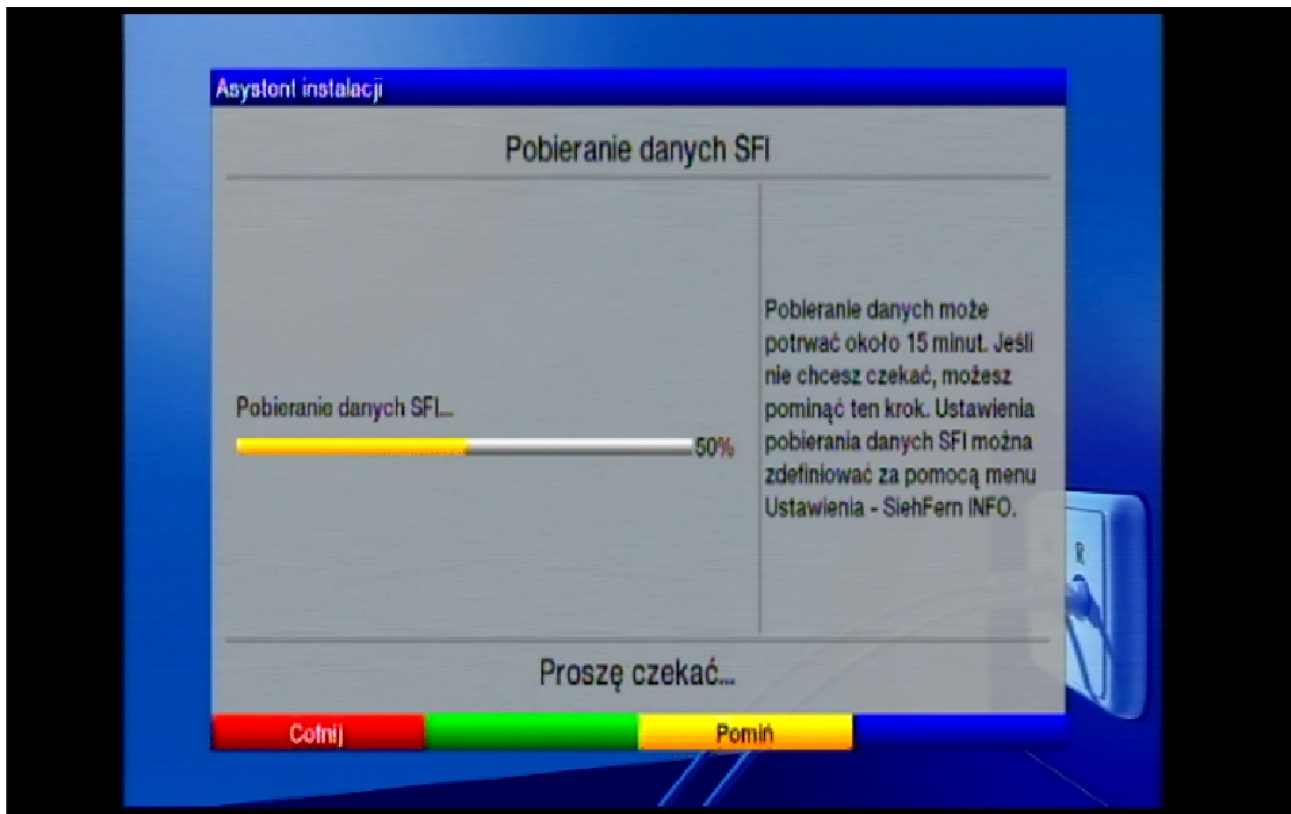 Asystent instalacji
Pobieranie danych SFI
Pobieranie danych może
potrwać około 15 minut. Jeśli
nie chcesz czekać, możesz
pominąć ten krok. Ustawienia
pobierania danych SFI można
zdefiniować za pomocą menu
Ustawienia - SiehFern INFO.
Pobieranie danych SFI...
50%
R
Proszę czekać...
Cofnij
Pomiń